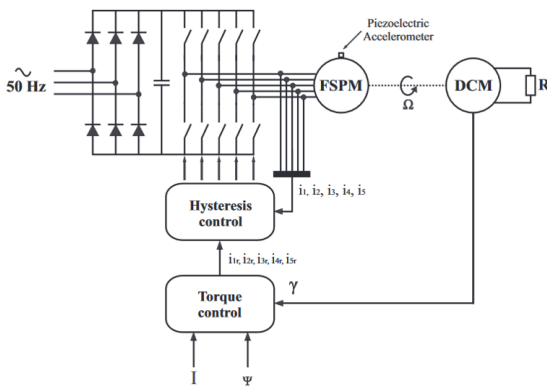 Piezoelectric
Accelerometer
50 Hz
FSPM
Ω
DCM
R
i₁, i₂, i₃, i₄, i₅
Hysteresis
control
i₁ᵣ, i₂ᵣ, i₃ᵣ, i₄ᵣ, i₅ᵣ
γ
Torque
control
I
Ψ